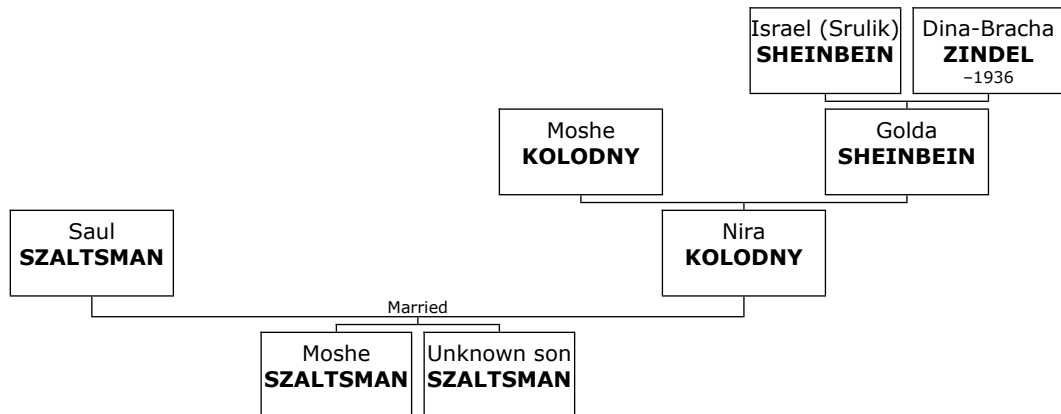 Israel (Srulik)
SHEINBEIN
Dina-Bracha
ZINDEL
–1936
Moshe
KOLODNY
Golda
SHEINBEIN
Saul
SZALTSMAN
Nira
KOLODNY
Married
Moshe
SZALTSMAN
Unknown son
SZALTSMAN